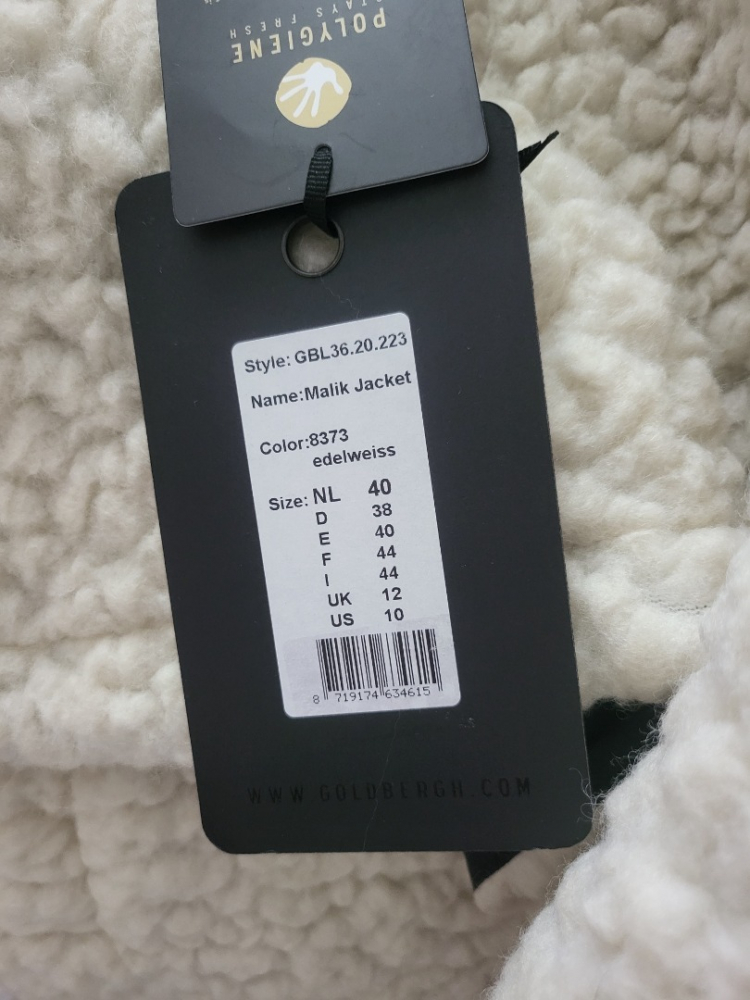 POLYGIENE
STAYS FRESH
Style: GBL36.20.223
Name:Malik Jacket
Color:8373
edelweiss
Size: NL 40
D 38
E 40
F 44
I 44
UK 12
US 10
8 719174 634615
WWW.GOLDBERGH.COM